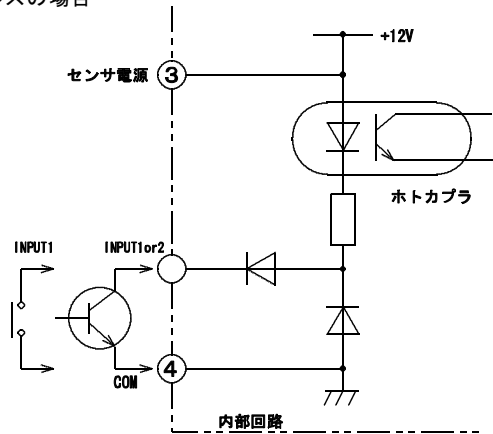 スの場合
+12V
センサ電源 ③
ホトカプラ
INPUT1
INPUT1or2
④
COM
内部回路